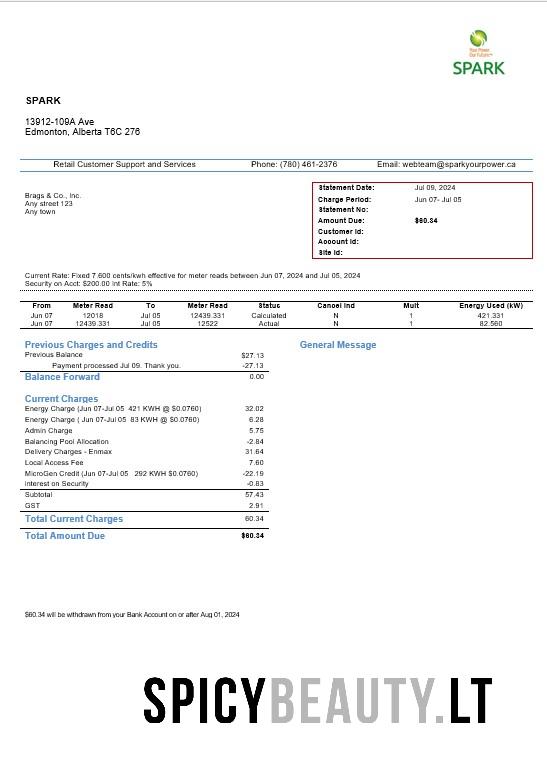 Your Power
Our Future™
SPARK
SPARK
13912-109A Ave
Edmonton, Alberta T6C 276
Retail Customer Support and Services Phone: (780) 461-2376 Email: webteam@sparkyourpower.ca
Brags & Co., Inc.
Any street 123
Any town
Statement Date: Jul 09, 2024
Charge Period: Jun 07- Jul 05
Statement No:
Amount Due: $60.34
Customer Id:
Account Id:
Site Id:
Current Rate: Fixed 7.600 cents/kwh effective for meter reads between Jun 07, 2024 and Jul 05, 2024
Security on Acct: $200.00 Int Rate: 5%
From Meter Read To Meter Read Status Cancel Ind Mult Energy Used (kW)
Jun 07 12018 Jul 05 12439.331 Calculated N 1 421.331
Jun 07 12439.331 Jul 05 12522 Actual N 1 82.560
Previous Charges and Credits
Previous Balance $27.13
Payment processed Jul 09. Thank you. -27.13
Balance Forward 0.00
General Message
Current Charges
Energy Charge (Jun 07-Jul 05 421 KWH @ $0.0760) 32.02
Energy Charge ( Jun 07-Jul 05 83 KWH @ $0.0760) 6.28
Admin Charge 5.75
Balancing Pool Allocation -2.84
Delivery Charges - Enmax 31.64
Local Access Fee 7.60
MicroGen Credit (Jun 07-Jul 05 292 KWH $0.0760) -22.19
Interest on Security -0.83
Subtotal 57.43
GST 2.91
Total Current Charges 60.34
Total Amount Due $60.34
$60.34 will be withdrawn from your Bank Account on or after Aug 01, 2024
SPICYBEAUTY.LT